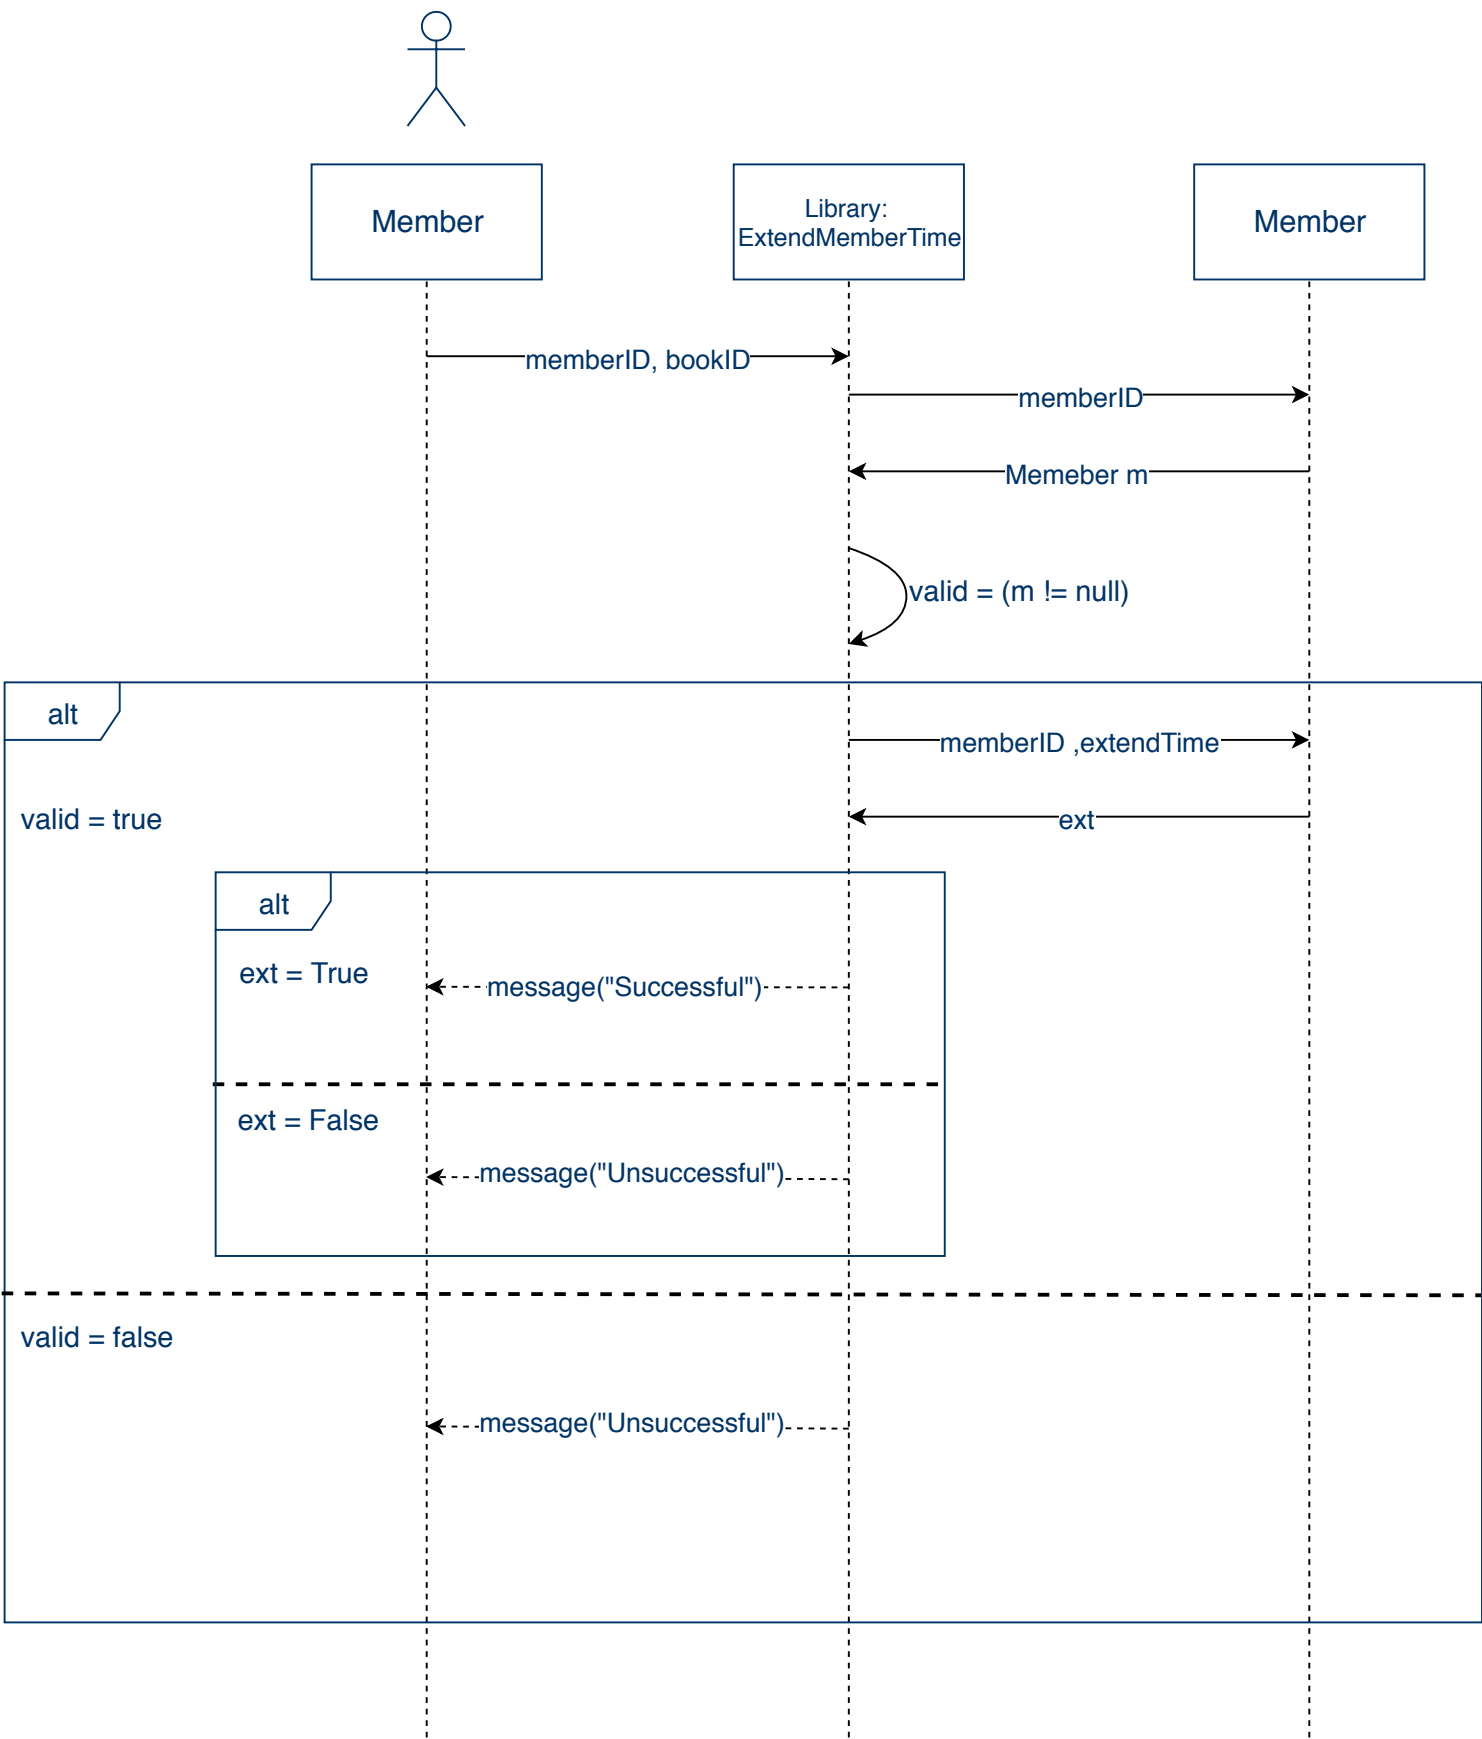 Member
Library:
ExtendMemberTime
Member
memberID, bookID
memberID
Memeber m
valid = (m != null)
alt
memberID ,extendTime
valid = true
ext
alt
ext = True
message("Successful")
ext = False
message("Unsuccessful")
valid = false
message("Unsuccessful")